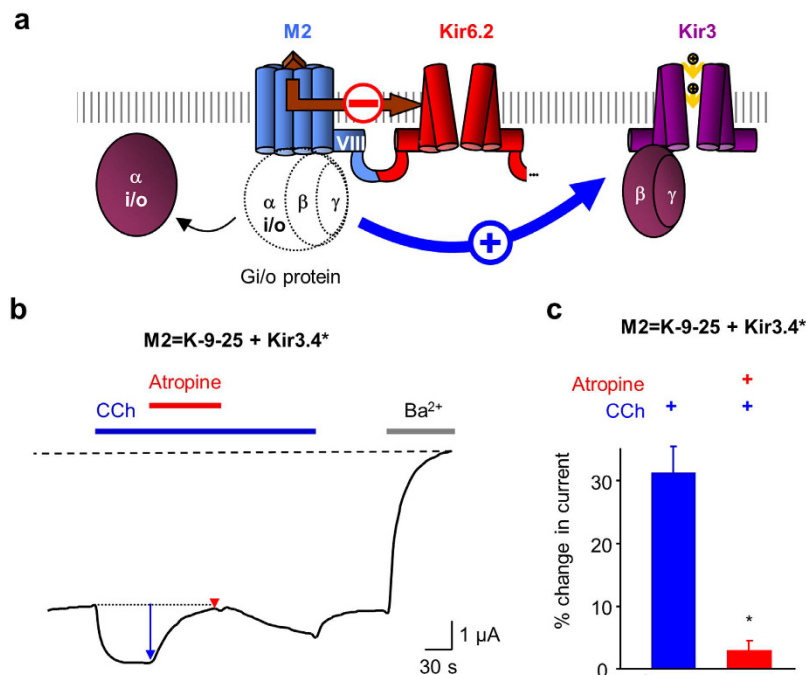 a
M2 Kir6.2 Kir3
VIII
α i/o
α i/o β γ
...
β γ
Gi/o protein
b
M2=K-9-25 + Kir3.4*
Atropine
CCh Ba2+
1 µA
30 s
c
M2=K-9-25 + Kir3.4*
Atropine +
CCh + +
% change in current
30
20
10
0
*